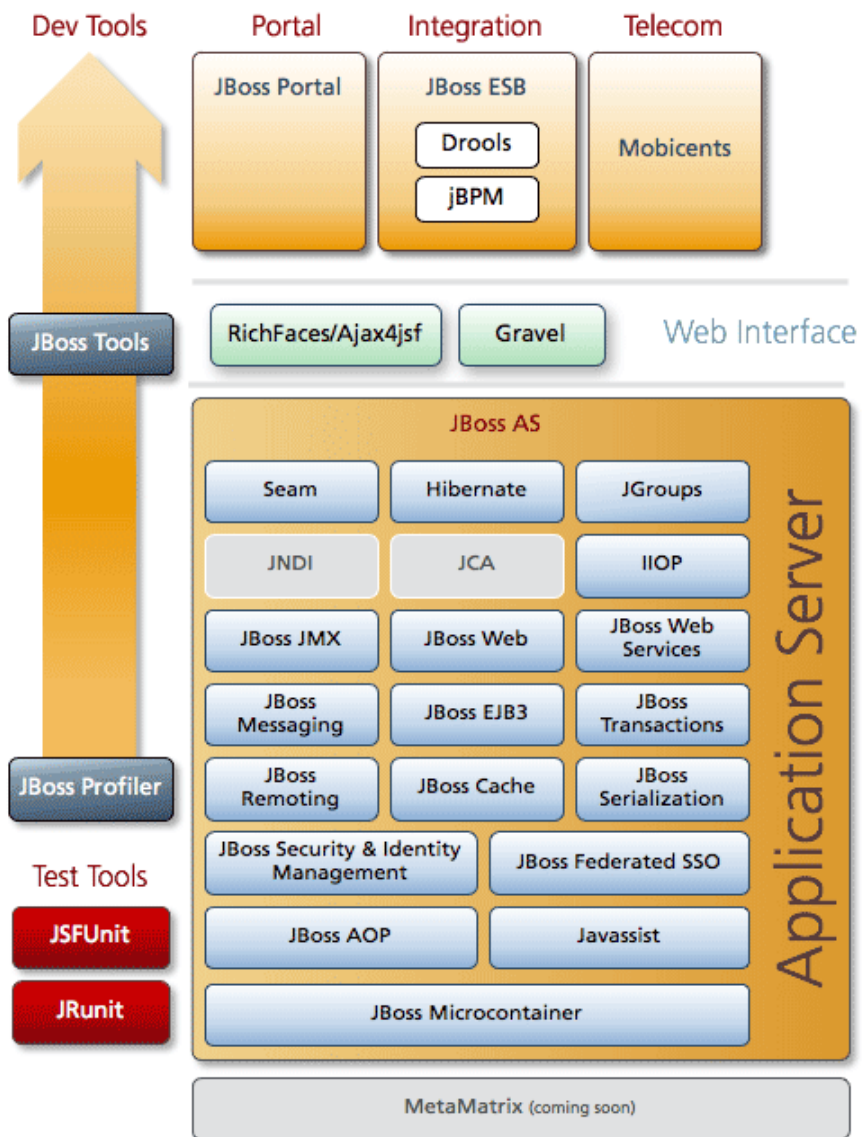 Dev Tools
Portal
Integration
Telecom
JBoss Portal
JBoss ESB
Drools
jBPM
Mobicents
JBoss Tools
RichFaces/Ajax4jsf
Gravel
Web Interface
JBoss AS
Seam
Hibernate
JGroups
JNDI
JCA
IIOP
JBoss JMX
JBoss Web
JBoss Web
Services
JBoss
Messaging
JBoss EJB3
JBoss
Transactions
JBoss Profiler
JBoss
Remoting
JBoss Cache
JBoss
Serialization
JBoss Security & Identity
Management
JBoss Federated SSO
Test Tools
JSFUnit
JBoss AOP
Javassist
JRunit
JBoss Microcontainer
Application Server
MetaMatrix (coming soon)